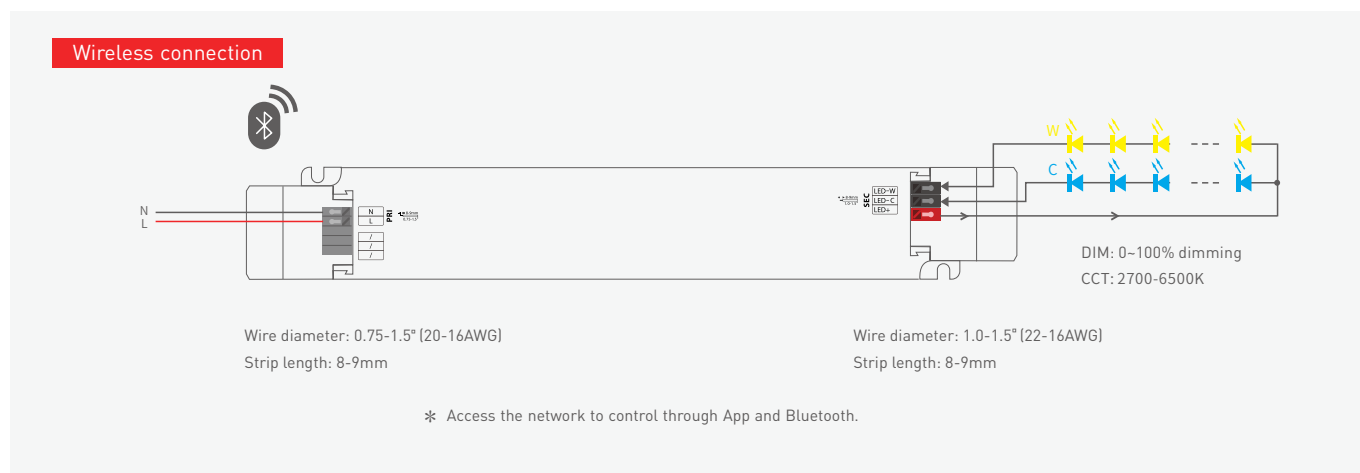 Wireless connection
W
C
N
L
N
L
PRI
/
/
/
SEC
LED-W
LED-C
LED+
DIM: 0~100% dimming
CCT: 2700-6500K
Wire diameter: 0.75-1.5² (20-16AWG)
Strip length: 8-9mm
Wire diameter: 1.0-1.5² (22-16AWG)
Strip length: 8-9mm
✻ Access the network to control through App and Bluetooth.